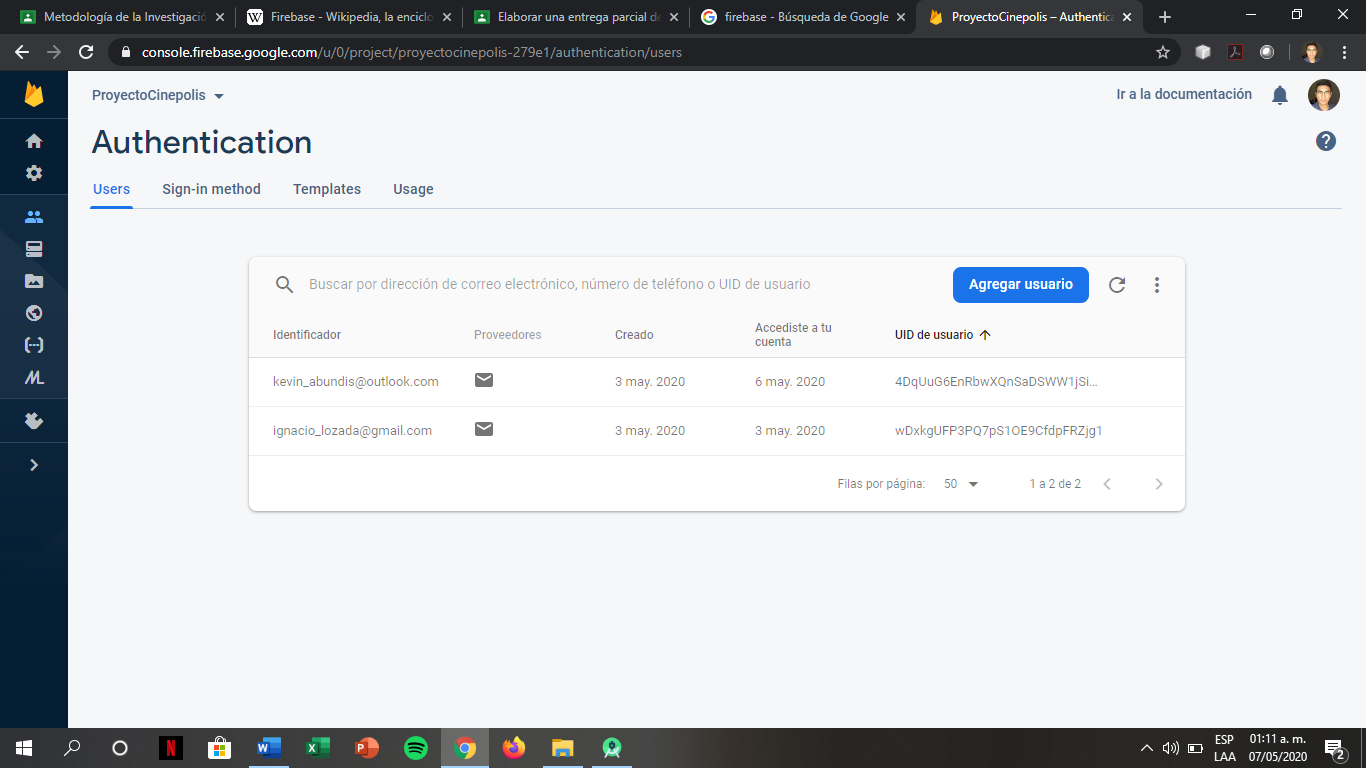 Metodología de la Investigació
Firebase - Wikipedia, la enciclo
Elaborar una entrega parcial de
firebase - Búsqueda de Google
ProyectoCinepolis – Authentica
console.firebase.google.com/u/0/project/proyectocinepolis-279e1/authentication/users
ProyectoCinepolis
Ir a la documentación
Authentication
Users
Sign-in method
Templates
Usage
Buscar por dirección de correo electrónico, número de teléfono o UID de usuario
Agregar usuario
Identificador
Proveedores
Creado
Accediste a tu
cuenta
UID de usuario
kevin_abundis@outlook.com
3 may. 2020
6 may. 2020
4DqUuG6EnRbwXQnSaDSWW1jSi...
ignacio_lozada@gmail.com
3 may. 2020
3 may. 2020
wDxkgUFP3PQ7pS1OE9CfdpFRZjg1
Filas por página:
50
1 a 2 de 2
ESP
LAA
01:11 a. m.
07/05/2020
2